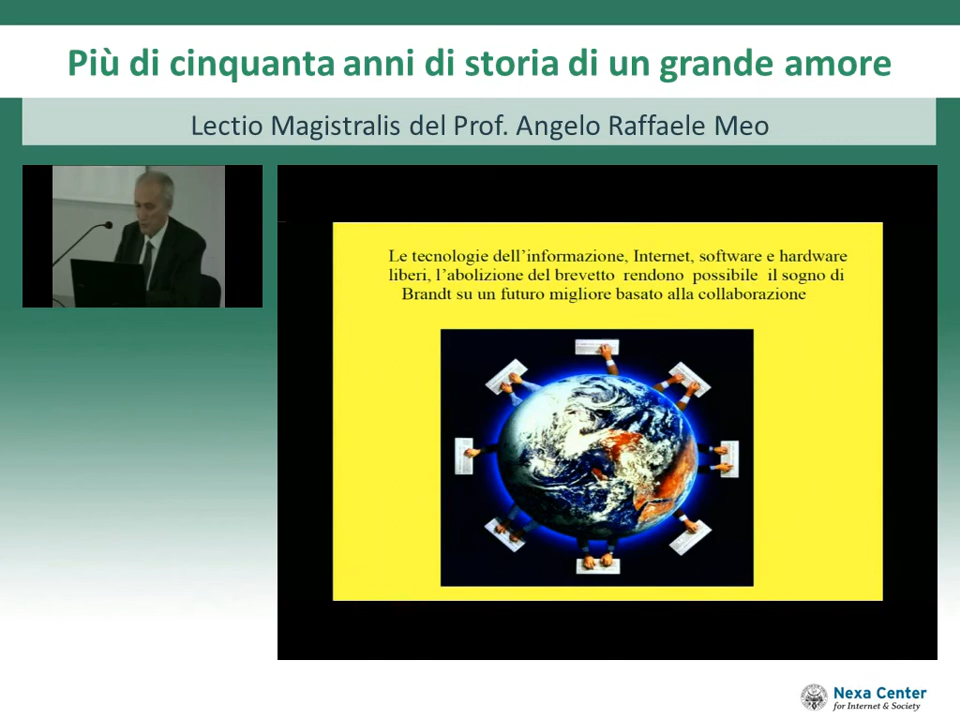 Più di cinquanta anni di storia di un grande amore
Lectio Magistralis del Prof. Angelo Raffaele Meo
Le tecnologie dell'informazione, Internet, software e hardware
liberi, l'abolizione del brevetto rendono possibile il sogno di
Brandt su un futuro migliore basato alla collaborazione
Nexa Center
for Internet & Society